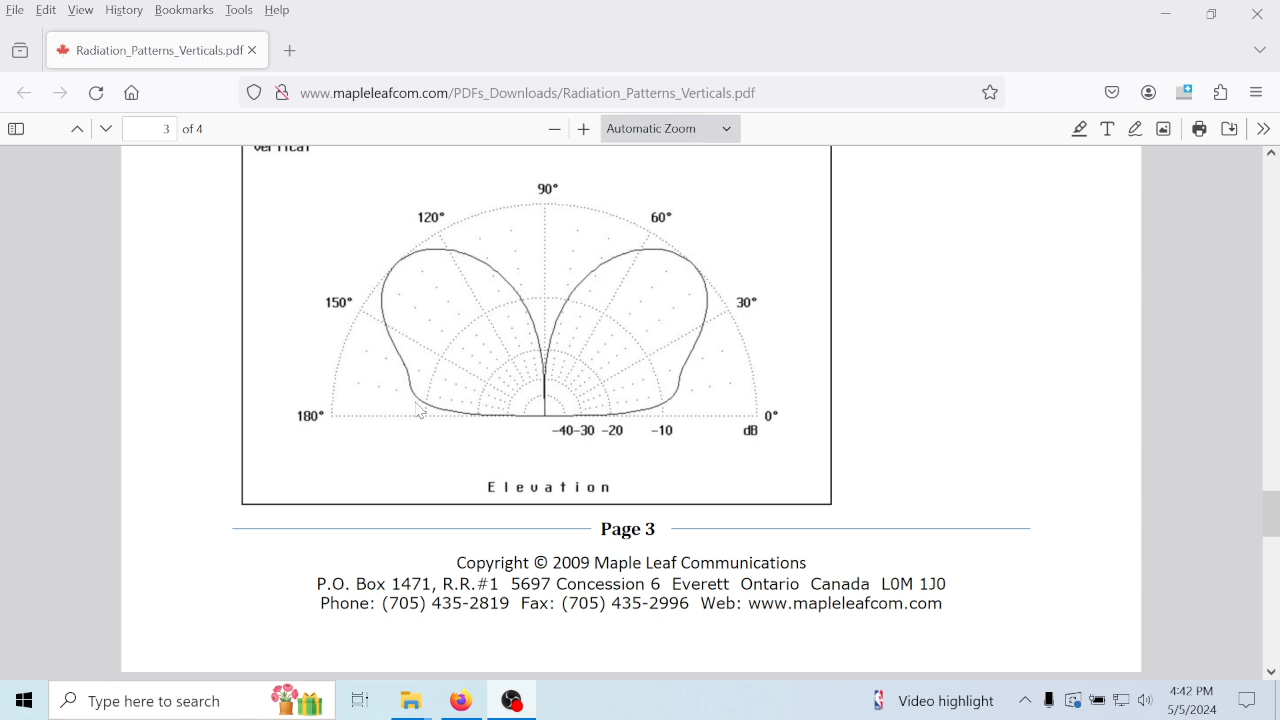 File Edit View History Bookmarks Tools Help
Radiation_Patterns_Verticals.pdf
www.mapleleafcom.com/PDFs_Downloads/Radiation_Patterns_Verticals.pdf
3 of 4
Automatic Zoom
Vertical
90°
120° 60°
150° 30°
180° 0°
-40 -30 -20 -10 dB
Elevation
Page 3
Copyright © 2009 Maple Leaf Communications
P.O. Box 1471, R.R.#1 5697 Concession 6 Everett Ontario Canada L0M 1J0
Phone: (705) 435-2819 Fax: (705) 435-2996 Web: www.mapleleafcom.com
Type here to search
Video highlight
4:42 PM
5/5/2024